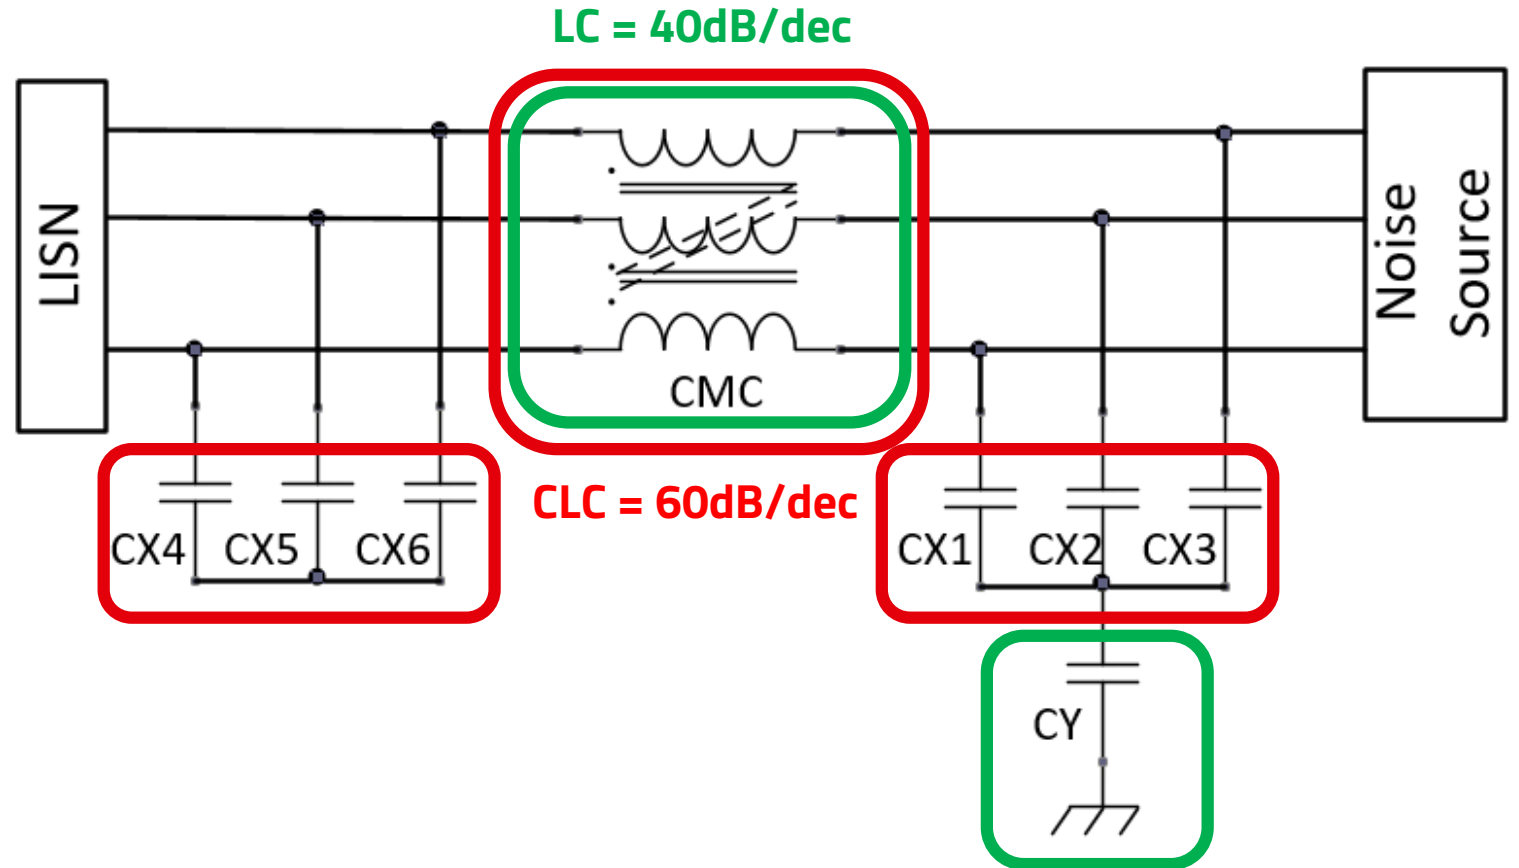 LC = 40dB/dec
LISN
Noise
Source
CMC
CLC = 60dB/dec
CX4 CX5 CX6
CX1 CX2 CX3
CY